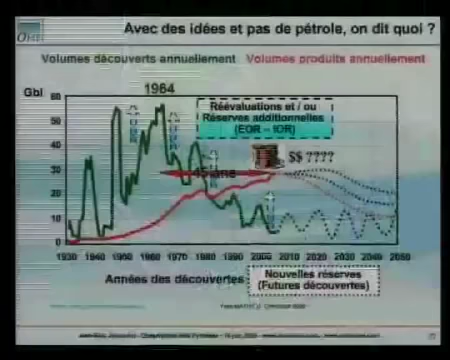 Avec des idées et pas de pétrole, on dit quoi ?
Volumes découverts annuellement Volumes produits annuellement
Gbl
1964
60
50
40
30
20
10
0
Réévaluations et / ou
Réserves additionnelles
(EOR – IOR)
$$ ????
45 ans
1930 1940 1950 1960 1970 1980 1990 2000 2010 2020 2030 2040 2050
Années des découvertes
Nouvelles réserves
(Futures découvertes)